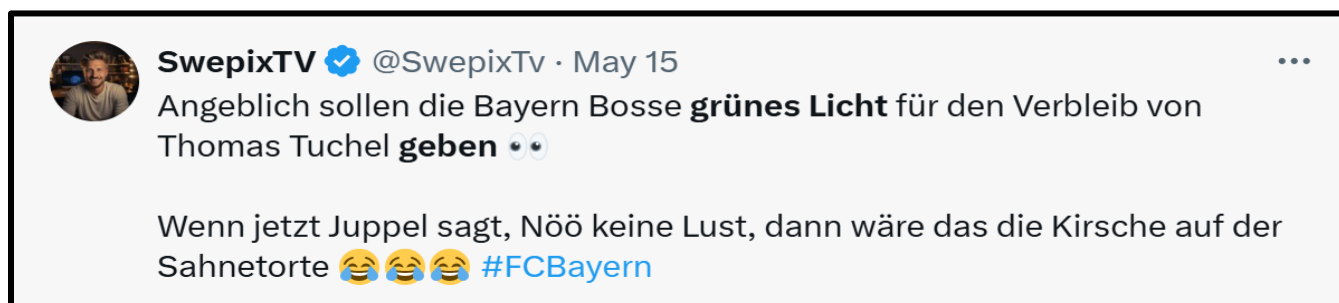 SwepixTV @SwepixTv · May 15
Angeblich sollen die Bayern Bosse grünes Licht für den Verbleib von
Thomas Tuchel geben 👀
Wenn jetzt Juppel sagt, Nöö keine Lust, dann wäre das die Kirsche auf der
Sahnetorte 😂😂😂 #FCBayern